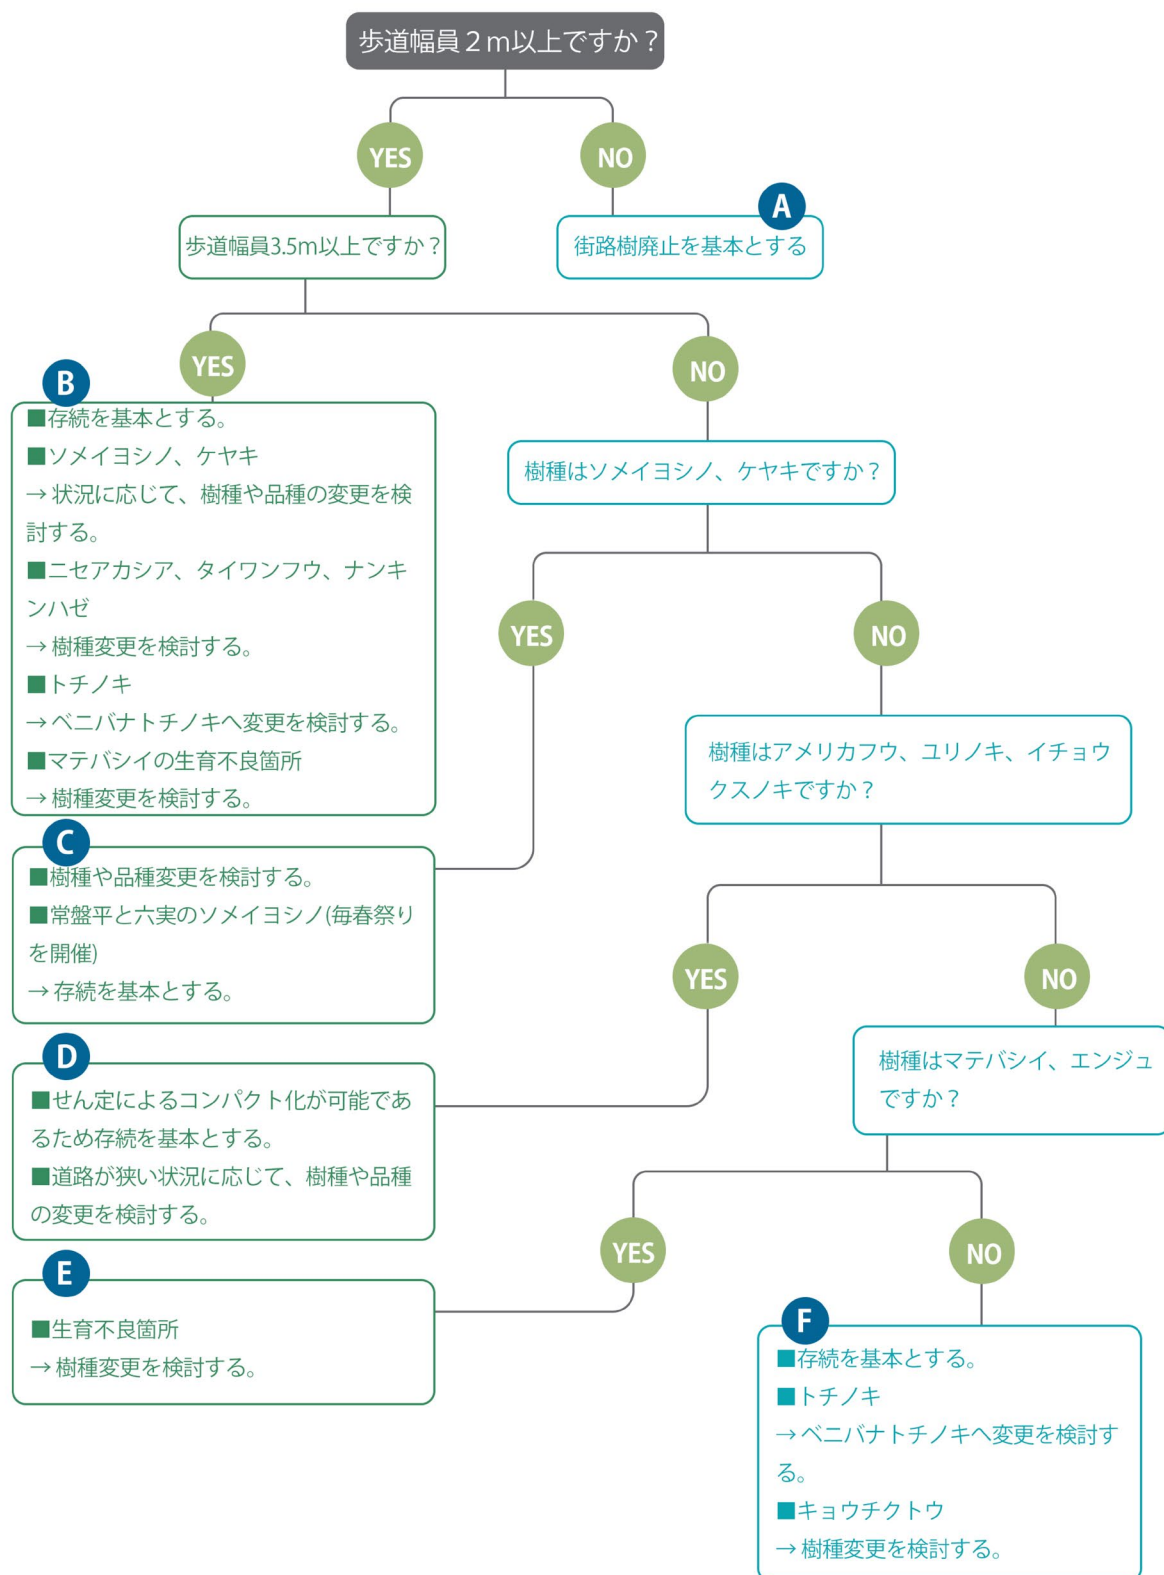 歩道幅員２ｍ以上ですか？
YES
NO
A
歩道幅員3.5m以上ですか？
街路樹廃止を基本とする
YES
NO
B
■存続を基本とする。
■ソメイヨシノ、ケヤキ
→ 状況に応じて、樹種や品種の変更を検
討する。
■ニセアカシア、タイワンフウ、ナンキ
ンハゼ
→ 樹種変更を検討する。
■トチノキ
→ ベニバナトチノキへ変更を検討する。
■マテバシイの生育不良箇所
→ 樹種変更を検討する。
樹種はソメイヨシノ、ケヤキですか？
YES
NO
C
■樹種や品種変更を検討する。
■常盤平と六実のソメイヨシノ(毎春祭り
を開催)
→ 存続を基本とする。
樹種はアメリカフウ、ユリノキ、イチョウ
クスノキですか？
YES
NO
D
■せん定によるコンパクト化が可能であ
るため存続を基本とする。
■道路が狭い状況に応じて、樹種や品種
の変更を検討する。
樹種はマテバシイ、エンジュ
ですか？
YES
NO
E
■生育不良箇所
→ 樹種変更を検討する。
F
■存続を基本とする。
■トチノキ
→ ベニバナトチノキへ変更を検討す
る。
■キョウチクトウ
→ 樹種変更を検討する。